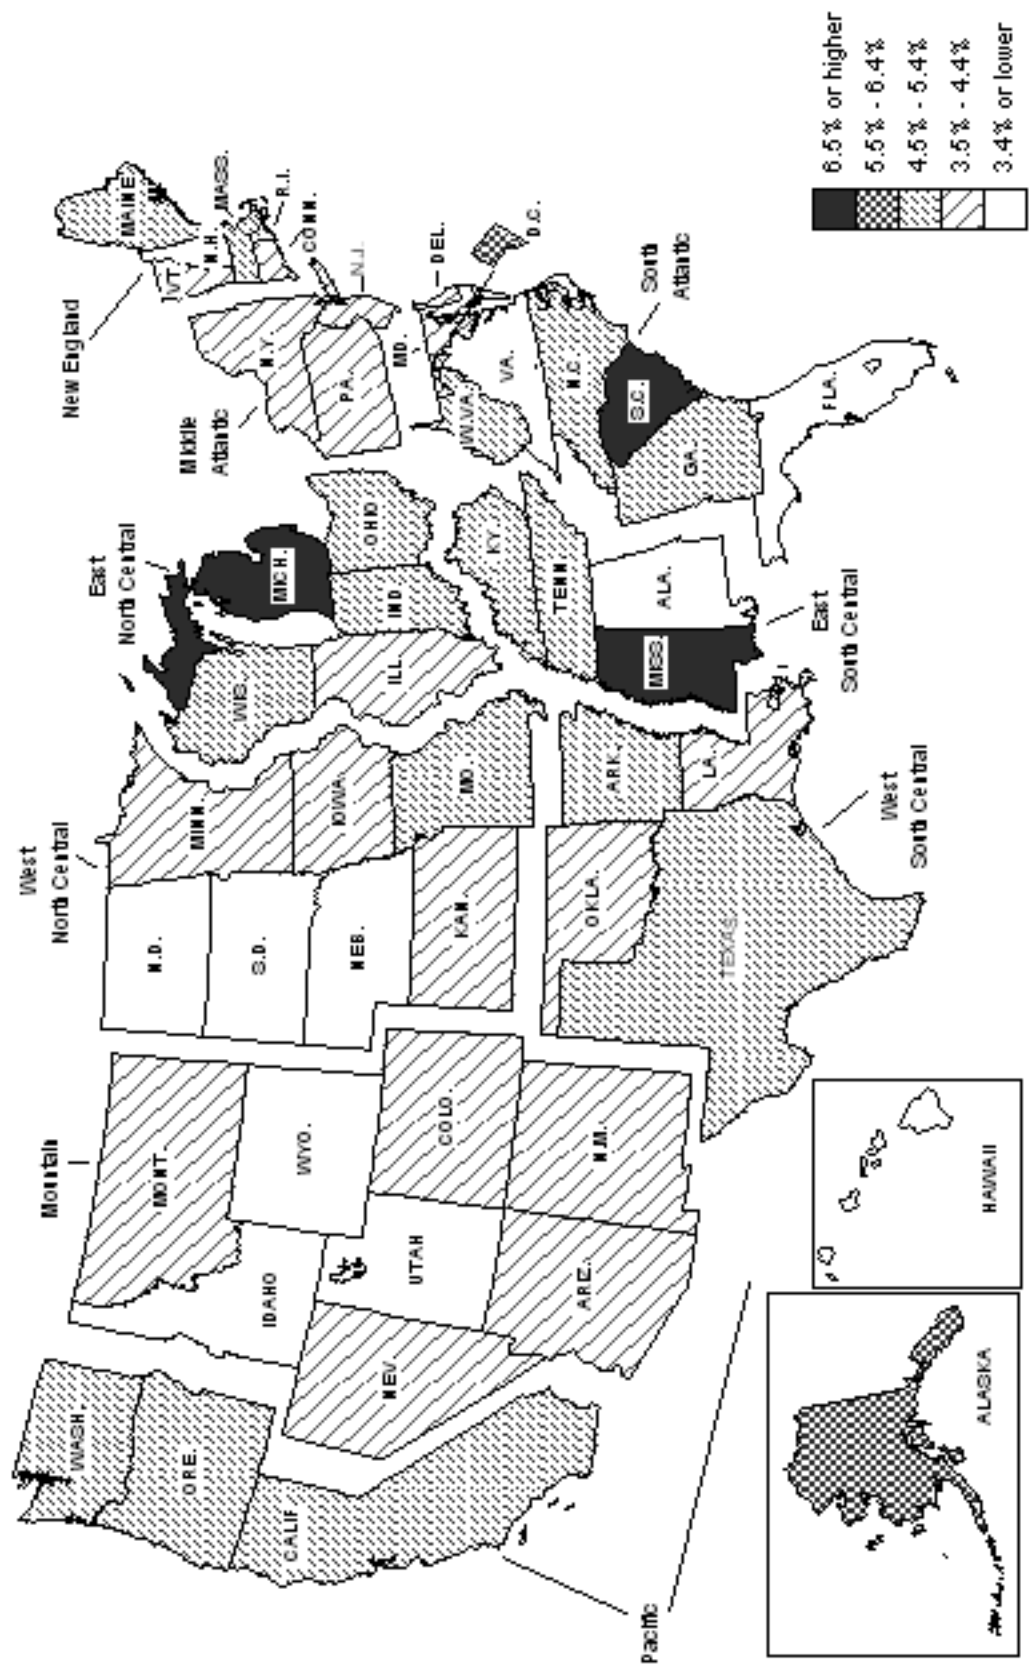 Pacific
WASH.
ORE.
CALIF
NEV
IDAHO
UTAH
ARIZ.
Mountain
MONT.
WYO.
COLO.
N.M.
West
North Central
N.D.
S.D.
NEB.
KAN.
MINN.
IOWA.
MO.
West
South Central
OKLA.
TEXAS
ARK.
LA.
East
North Central
WIS.
MICH.
ILL.
IND
OHIO
East
South Central
KY.
TENN.
MISS.
ALA.
Middle
Atlantic
N.Y.
PA.
N.J.
New England
MAINE
VT.
N.H.
MASS.
R.I.
CONN.
South
Atlantic
DEL.
MD.
D.C.
VA.
W.VA.
N.C
S.C.
GA.
FLA.
ALASKA
HAWAII
6.5% or higher
5.5% - 6.4%
4.5% - 5.4%
3.5% - 4.4%
3.4% or lower